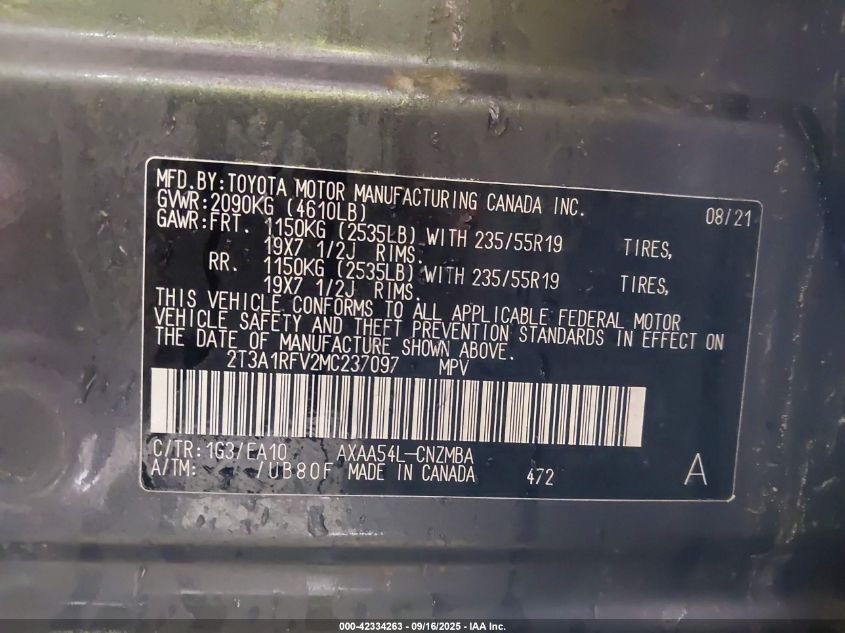 MFD.BY:TOYOTA MOTOR MANUFACTURING CANADA INC. 08/21
GVWR:2090KG (4610LB)
GAWR:FRT. 1150KG (2535LB) WITH 235/55R19 TIRES,
19X7 1/2J RIMS.
RR. 1150KG (2535LB) WITH 235/55R19 TIRES,
19X7 1/2J RIMS.
THIS VEHICLE CONFORMS TO ALL APPLICABLE FEDERAL MOTOR
VEHICLE SAFETY AND THEFT PREVENTION STANDARDS IN EFFECT ON
THE DATE OF MANUFACTURE SHOWN ABOVE.
2T3A1RFV2MC237097 MPV
C/TR:1G3/EA10 AXAA54L-CNZMBA
A/TM: /UB80F MADE IN CANADA 472 A
000-42334263 - 09/16/2025 - IAA Inc.